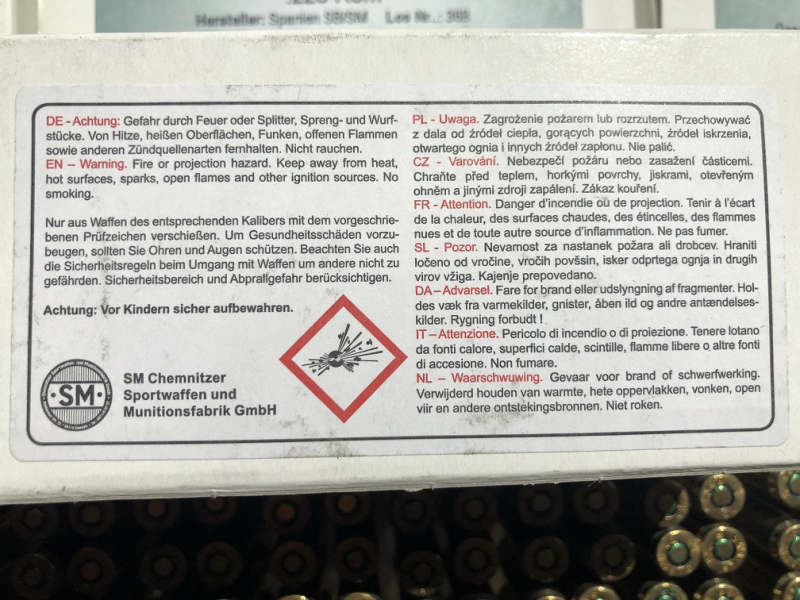 Hersteller: Spanien SB/SM Los Nr.:
DE - Achtung: Gefahr durch Feuer oder Splitter, Spreng- und Wurf-
stücke. Von Hitze, heißen Oberflächen, Funken, offenen Flammen
sowie anderen Zündquellenarten fernhalten. Nicht rauchen.
EN – Warning. Fire or projection hazard. Keep away from heat,
hot surfaces, sparks, open flames and other ignition sources. No
smoking.
Nur aus Waffen des entsprechenden Kalibers mit dem vorgeschrie-
benen Prüfzeichen verschießen. Um Gesundheitsschäden vorzu-
beugen, sollten Sie Ohren und Augen schützen. Beachten Sie auch
die Sicherheitsregeln beim Umgang mit Waffen um andere nicht zu
gefährden. Sicherheitsbereich und Abprallgefahr berücksichtigen.
Achtung: Vor Kindern sicher aufbewahren.
SM
SM Chemnitzer
Sportwaffen und
Munitionsfabrik GmbH
PL - Uwaga. Zagrożenie pożarem lub rozrzutem. Przechowywać
z dala od źródeł ciepła, gorących powierzchni, źródeł iskrzenia,
otwartego ognia i innych źródeł zapłonu. Nie palić.
CZ - Varování. Nebezpečí požáru nebo zasažení částicemi.
Chraňte před teplem, horkými povrchy, jiskrami, otevřeným
ohněm a jinými zdroji zapálení. Zákaz kouření.
FR - Attention. Danger d'incendie ou de projection. Tenir à l'écart
de la chaleur, des surfaces chaudes, des étincelles, des flammes
nues et de toute autre source d'inflammation. Ne pas fumer.
SL - Pozor. Nevarnost za nastanek požara ali drobcev. Hraniti
ločeno od vročine, vročih povšsin, isker odprtega ognja in drugih
virov vžiga. Kajenje prepovedano.
DA – Advarsel. Fare for brand eller udslyngning af fragmenter. Hol-
des væk fra varmekilder, gnister, åben ild og andre antændelses-
kilder. Rygning forbudt !
IT – Attenzione. Pericolo di incendio o di proiezione. Tenere lotano
da fonti calore, superfici calde, scintille, flamme libere o altre fonti
di accesione. Non fumare.
NL – Waarschuwuing. Gevaar voor brand of scherfwerking.
Verwijderd houden van warmte, hete oppervlakken, vonken, open
viir en andere ontstekingsbronnen. Niet roken.